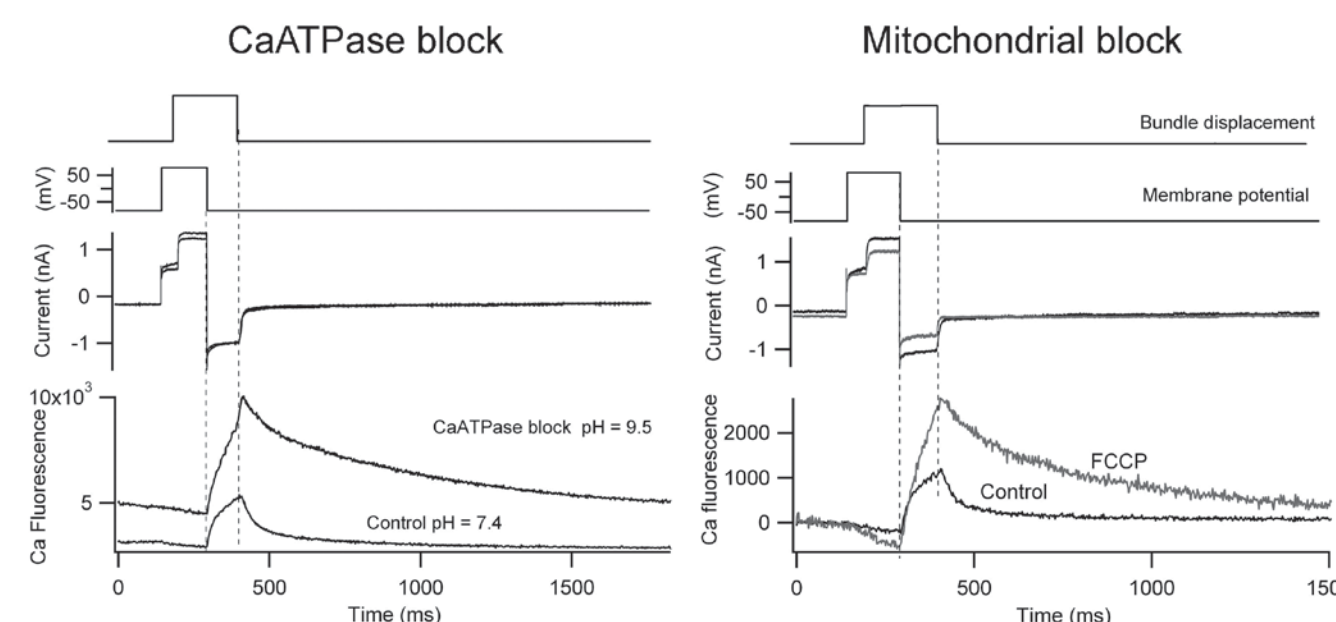 CaATPase block
Mitochondrial block
Bundle displacement
50
-50
(mV)
50
-50
(mV)
Membrane potential
1
0
-1
Current (nA)
1
0
-1
Current (nA)
10x10³
5
Ca Fluorescence
CaATPase block pH = 9.5
Control pH = 7.4
2000
1000
0
Ca fluorescence
FCCP
Control
0 500 1000 1500
Time (ms)
0 500 1000 150
Time (ms)